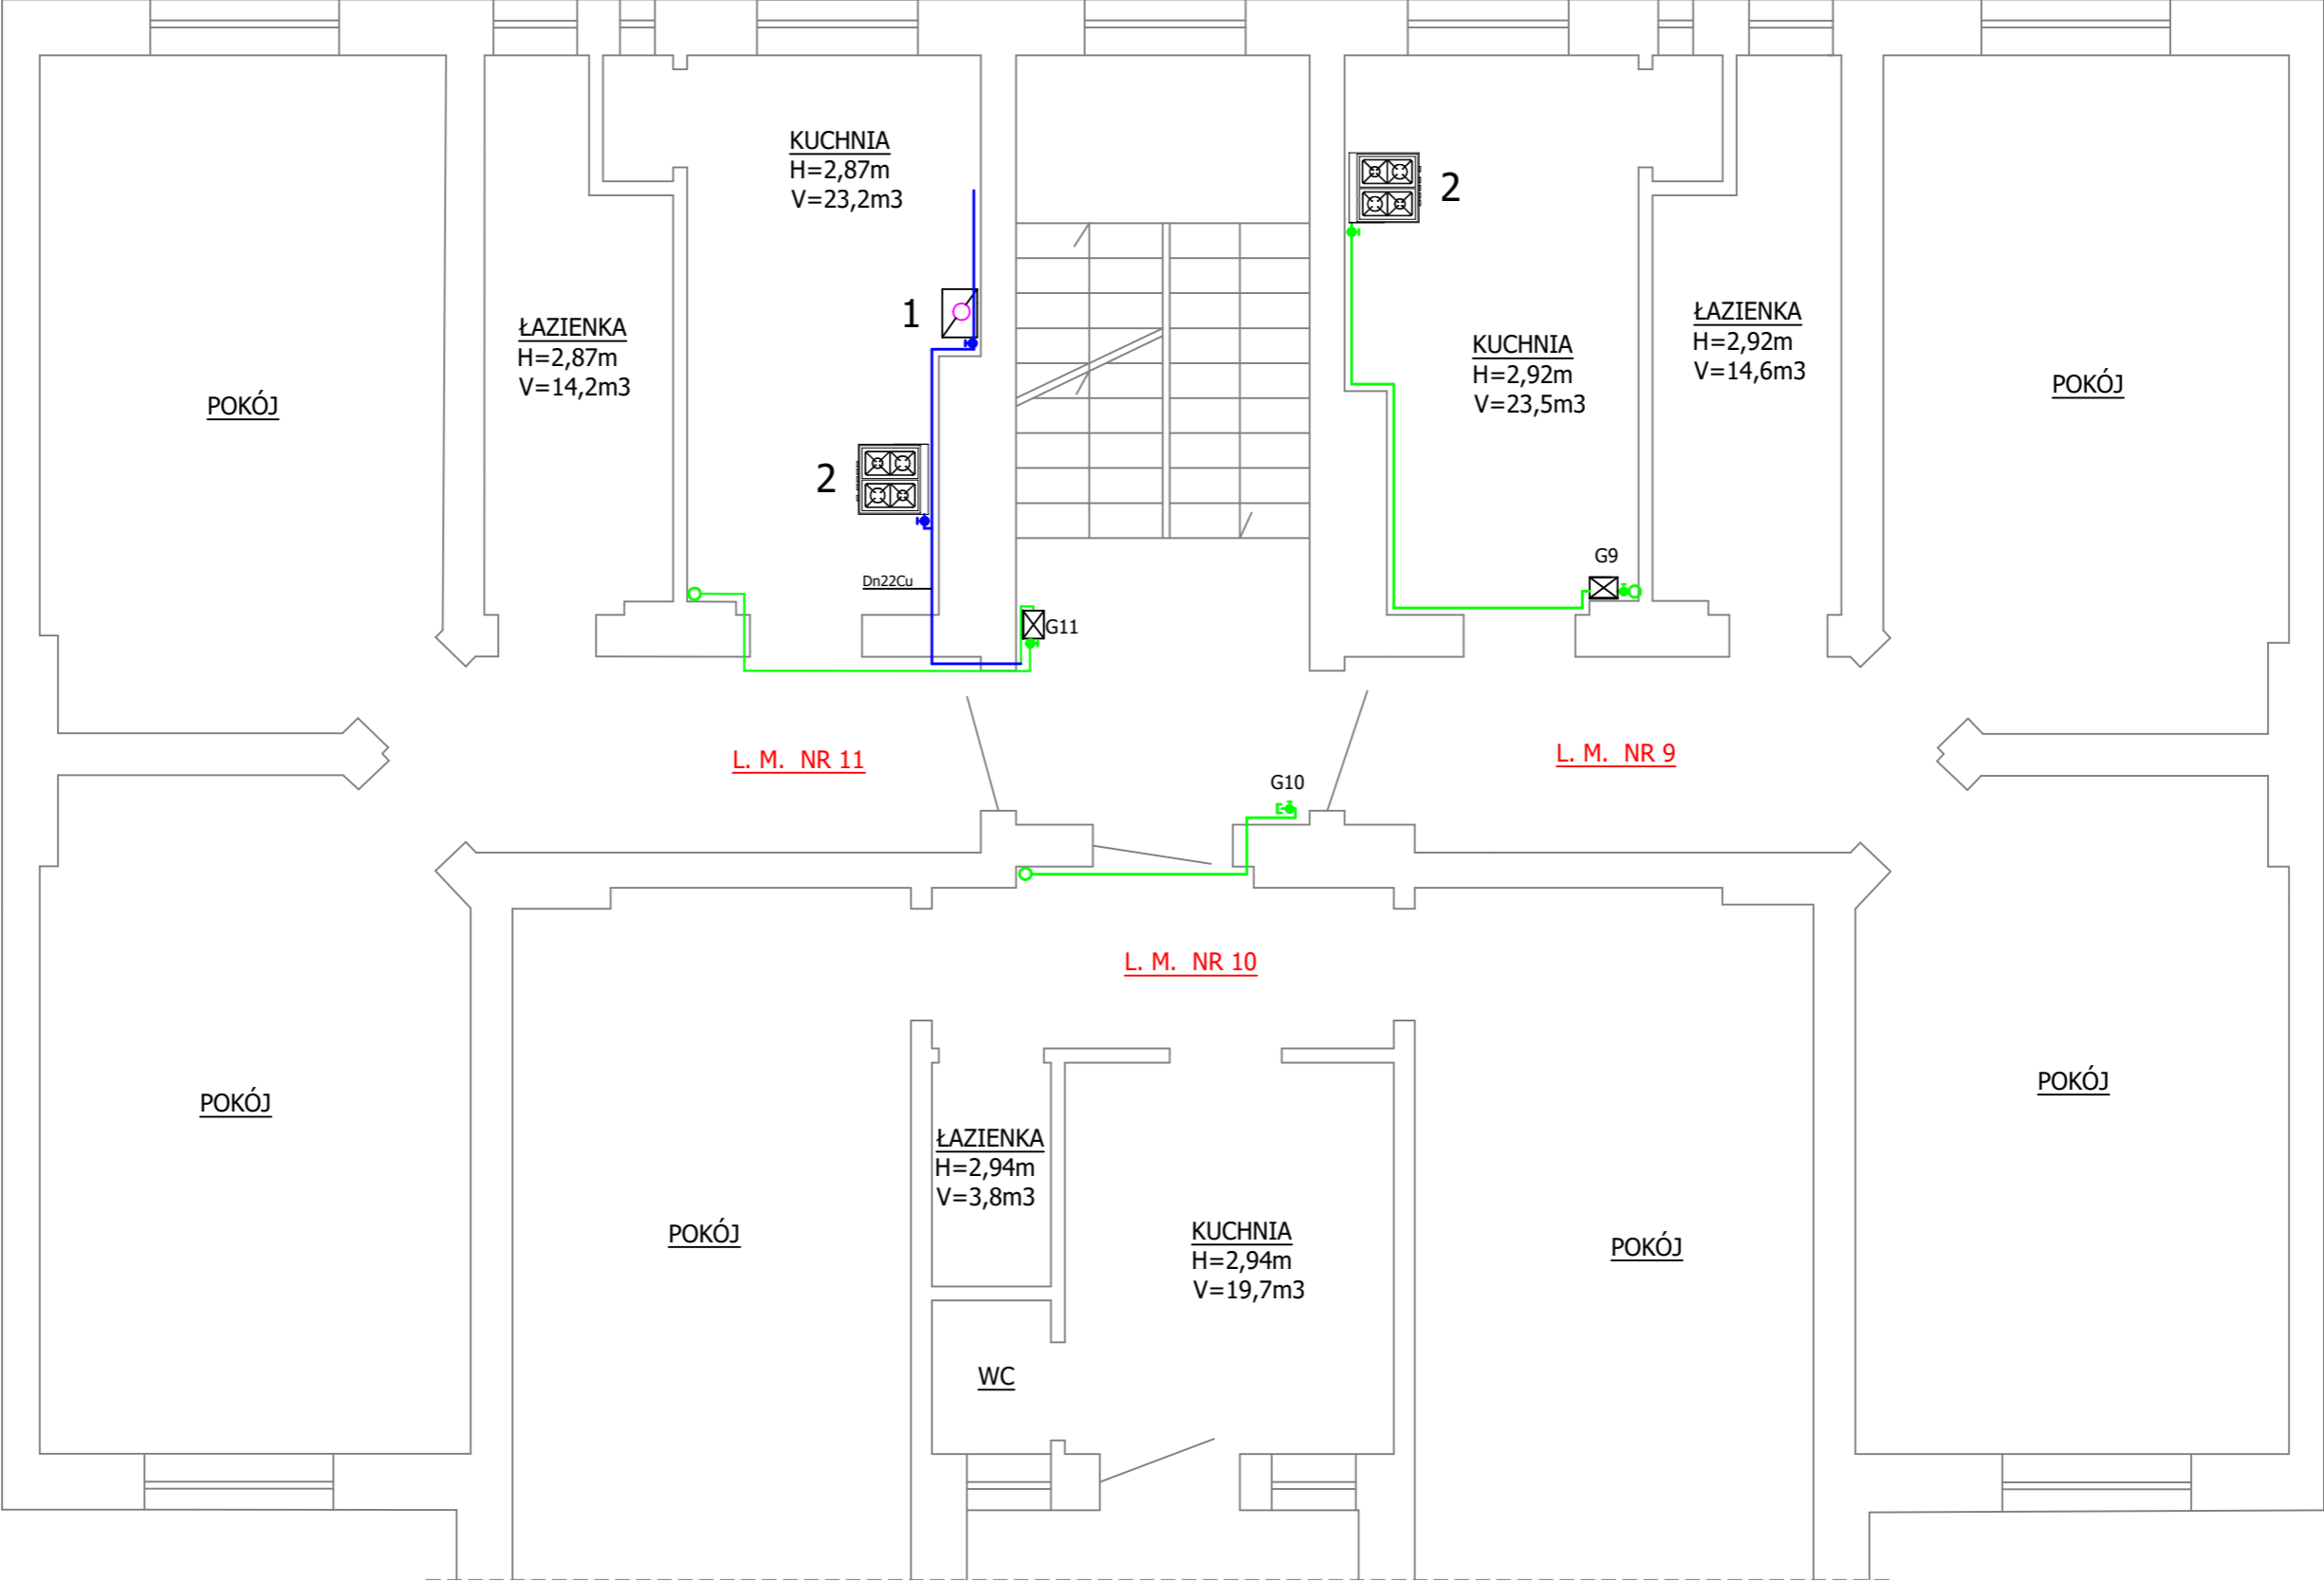 KUCHNIA
H=2,87m
V=23,2m3
2
1
ŁAZIENKA
H=2,87m
V=14,2m3
KUCHNIA
H=2,92m
V=23,5m3
ŁAZIENKA
H=2,92m
V=14,6m3
POKÓJ
POKÓJ
2
G9
Dn22Cu
G11
L. M.  NR 11
L. M.  NR 9
G10
L. M.  NR 10
POKÓJ
POKÓJ
ŁAZIENKA
H=2,94m
V=3,8m3
POKÓJ
KUCHNIA
H=2,94m
V=19,7m3
POKÓJ
WC